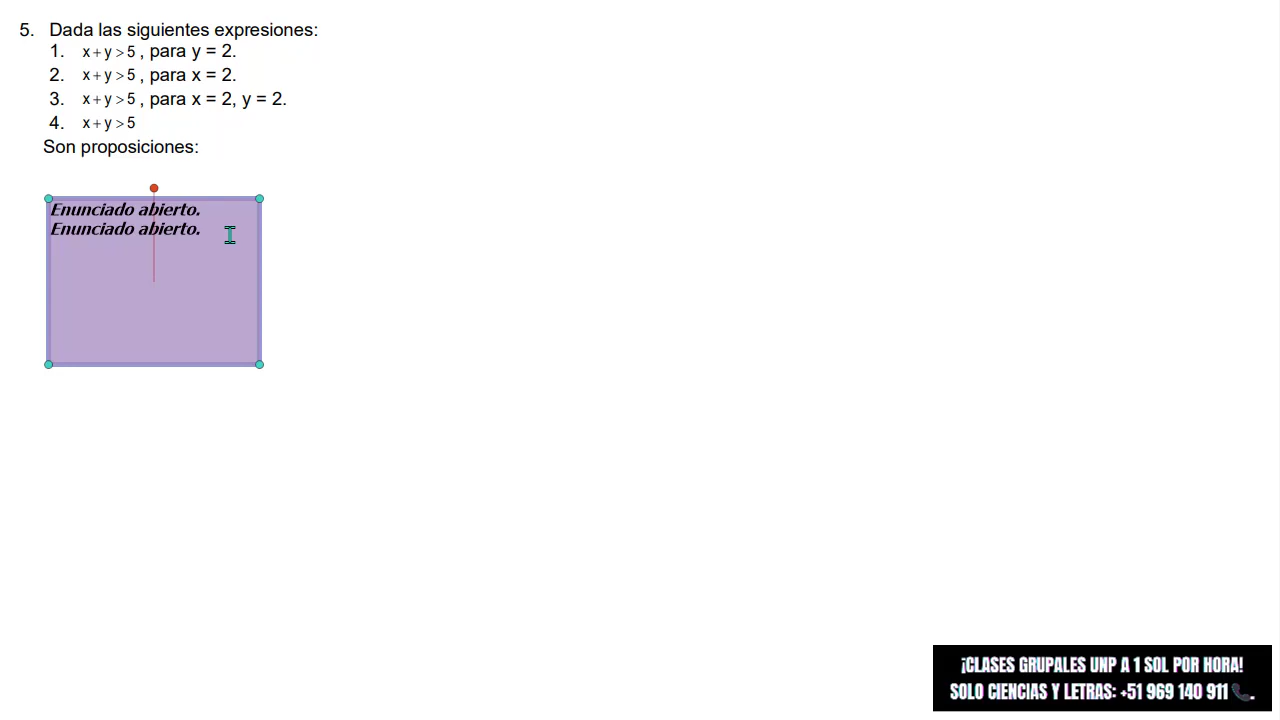 5. Dada las siguientes expresiones:
1. x+y>5 , para y = 2.
2. x+y>5 , para x = 2.
3. x+y>5 , para x = 2, y = 2.
4. x+y>5
Son proposiciones:
Enunciado abierto.
Enunciado abierto.
¡CLASES GRUPALES UNP A 1 SOL POR HORA!
SOLO CIENCIAS Y LETRAS: +51 969 140 911 📞.